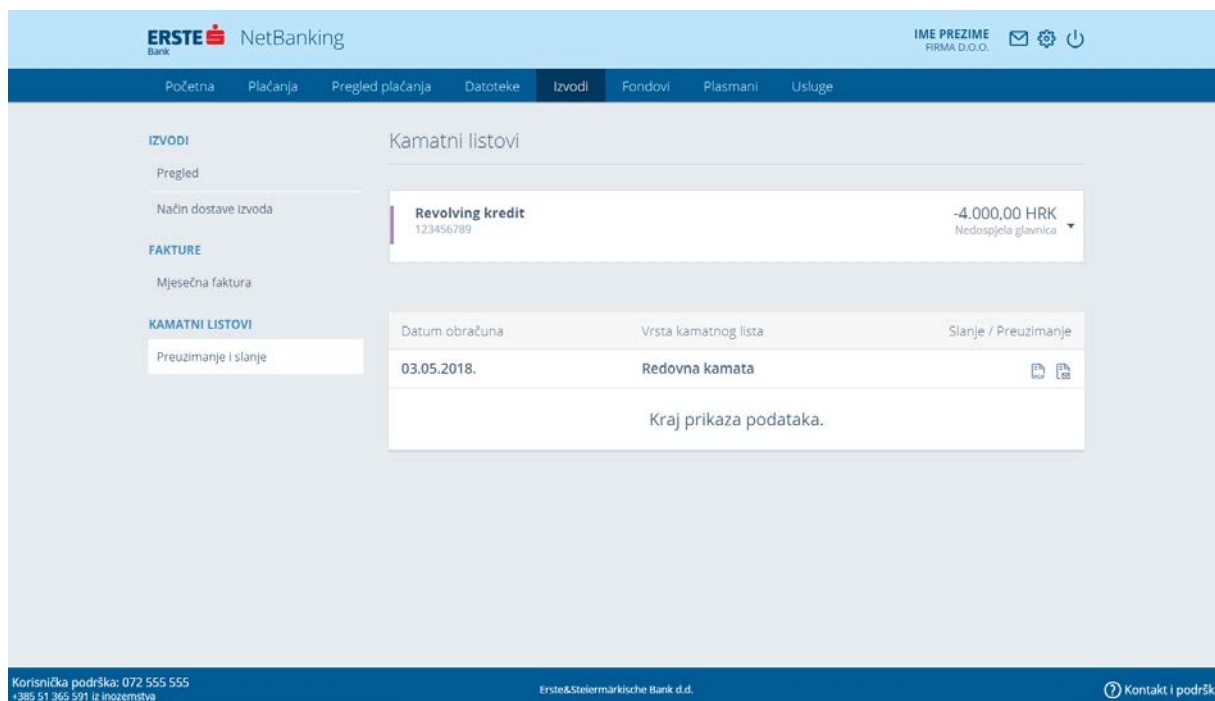 ERSTE NetBanking
Bank
IME PREZIME
FIRMA D.O.O.
Početna Plaćanja Pregled plaćanja Datoteke Izvodi Fondovi Plasmani Usluge
IZVODI
Pregled
Način dostave izvoda
FAKTURE
Mjesečna faktura
KAMATNI LISTOVI
Preuzimanje i slanje
Kamatni listovi
Revolving kredit
123456789
-4.000,00 HRK
Nedospjela glavnica
Datum obračuna Vrsta kamatnog lista Slanje / Preuzimanje
03.05.2018. Redovna kamata
Kraj prikaza podataka.
Korisnička podrška: 072 555 555
+385 51 365 591 iz inozemstva
Erste&Steiermärkische Bank d.d.
Kontakt i podršk